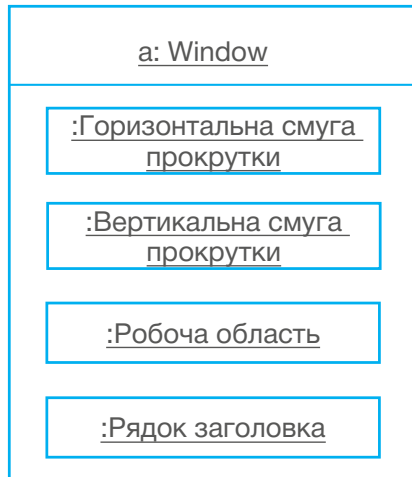 a: Window
:Горизонтальна смуга
прокрутки
:Вертикальна смуга
прокрутки
:Робоча область
:Рядок заголовка